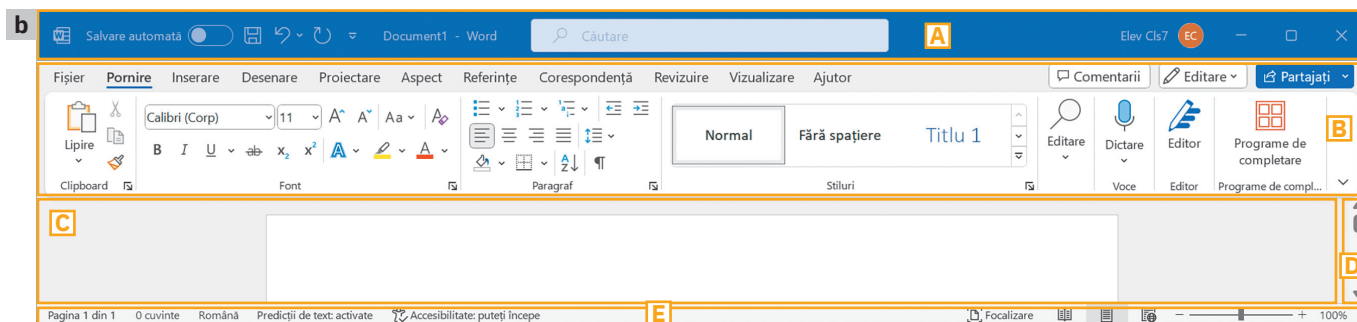 b
Salvare automată Document1 - Word Căutare A Elev Cls7 EC
Fișier Pornire Inserare Desenare Proiectare Aspect Referințe Corespondență Revizuire Vizualizare Ajutor Comentarii Editare Partajați
Calibri (Corp) 11 A A Aa A
Lipire B I U ab x₂ x² A A Normal Fără spațiere Titlu 1 Editare Dictare Editor Programe de completare B
Clipboard Font Paragraf Stiluri Voce Editor Programe de compl...
C
D
Pagina 1 din 1 0 cuvinte Română Predicții de text: activate Accesibilitate: puteți începe E Focalizare 100%